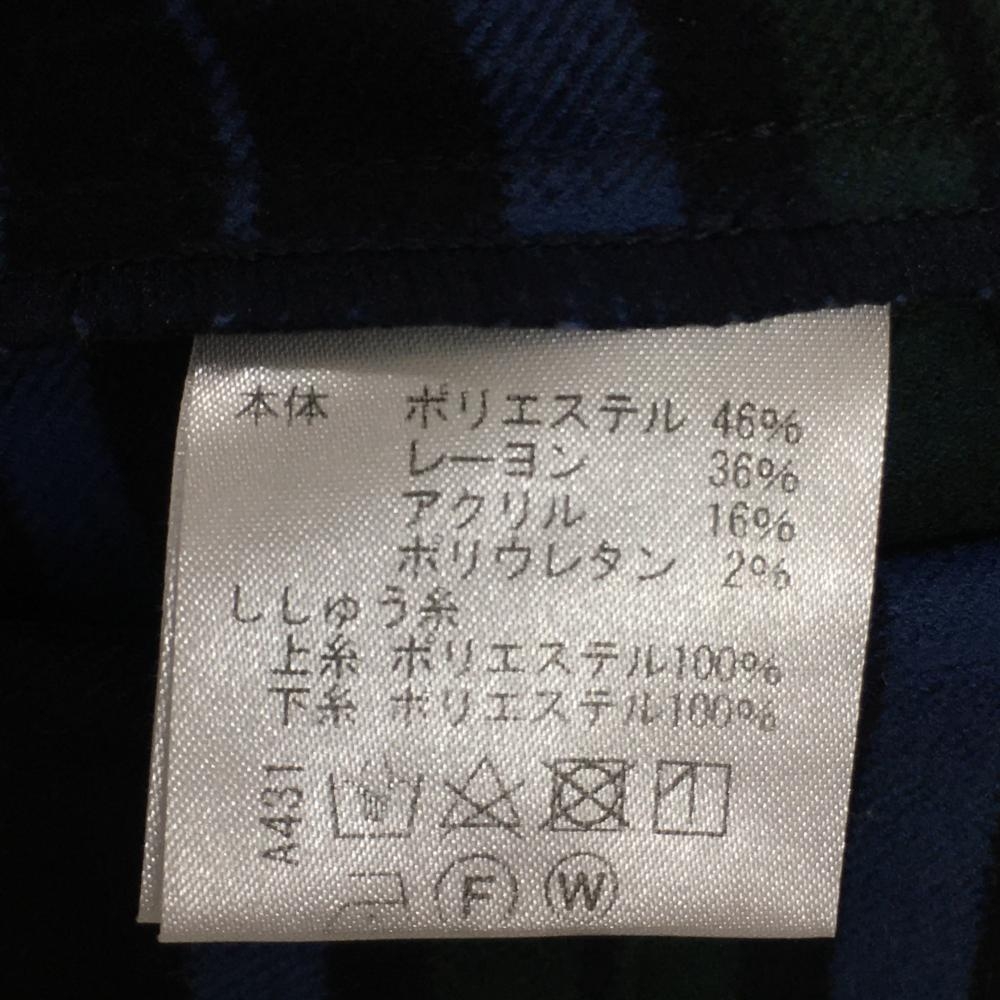 本体 ポリエステル 46%
レーヨン 36%
アクリル 16%
ポリウレタン 2%
ししゅう糸
上糸 ポリエステル100%
下糸 ポリエステル100%
A431
F W